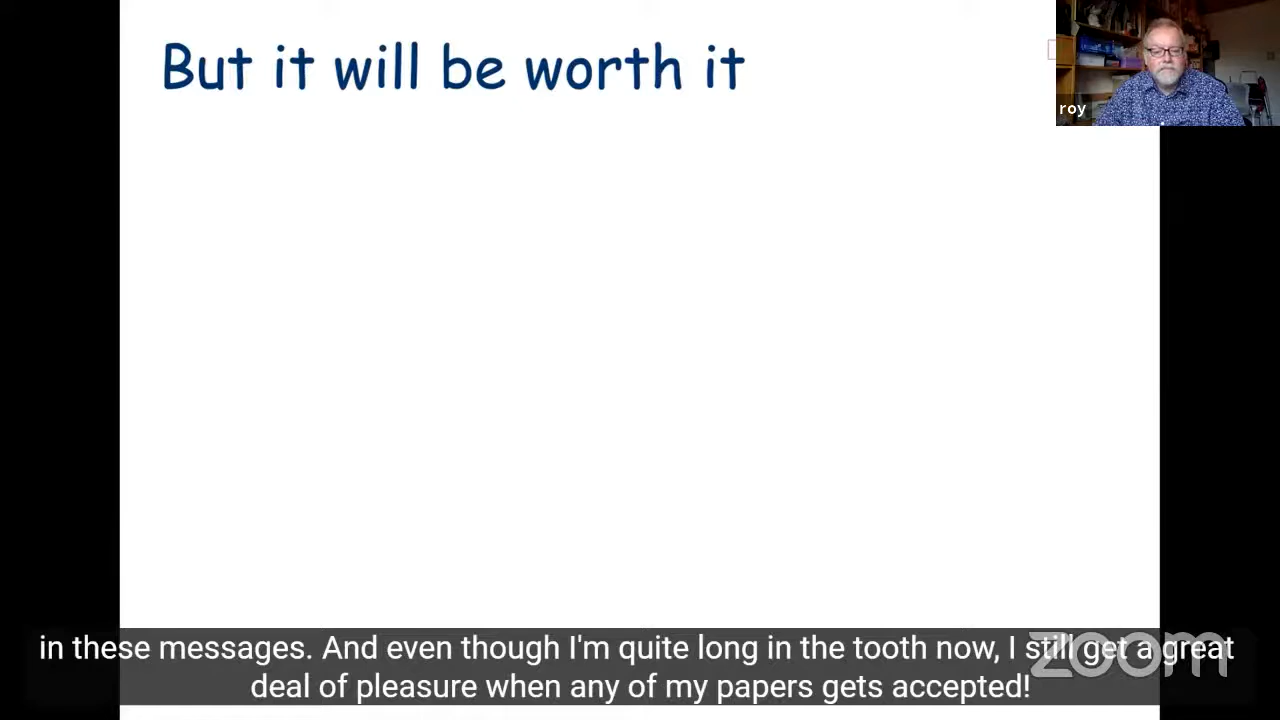 But it will be worth it
roy
in these messages. And even though I'm quite long in the tooth now, I still get a great
deal of pleasure when any of my papers gets accepted!
zoom